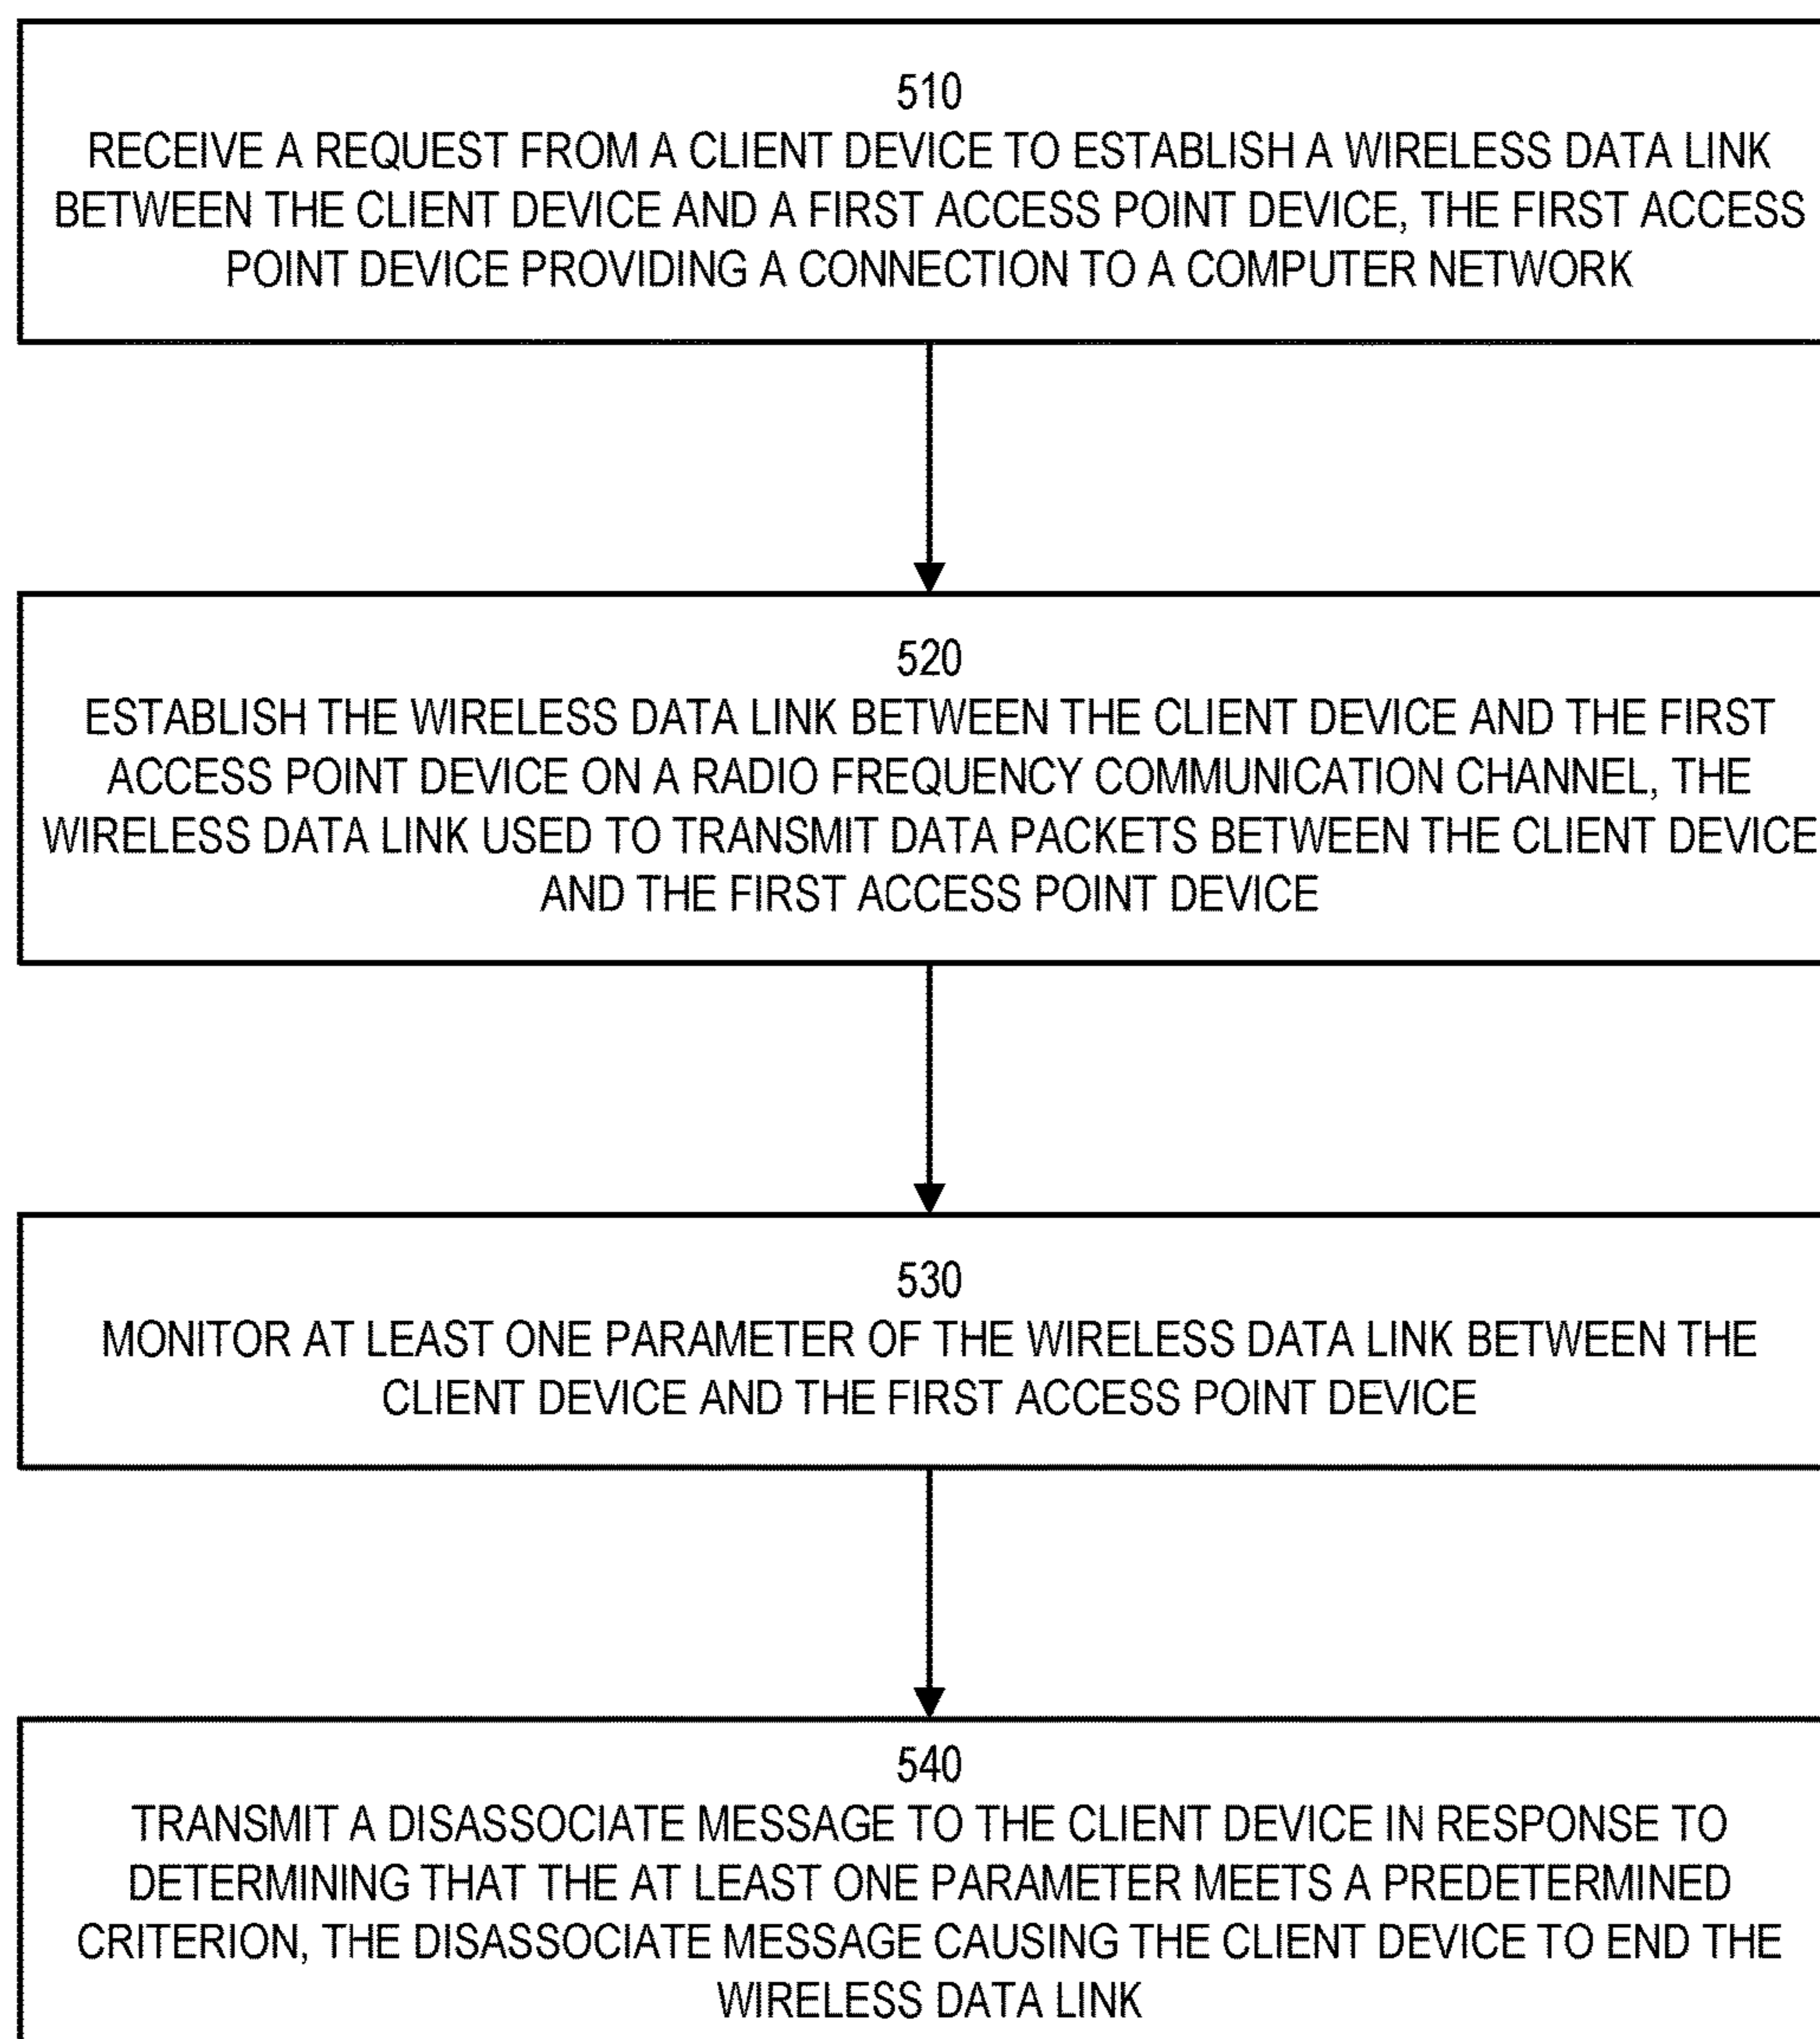 510
RECEIVE A REQUEST FROM A CLIENT DEVICE TO ESTABLISH A WIRELESS DATA LINK
BETWEEN THE CLIENT DEVICE AND A FIRST ACCESS POINT DEVICE, THE FIRST ACCESS
POINT DEVICE PROVIDING A CONNECTION TO A COMPUTER NETWORK
520
ESTABLISH THE WIRELESS DATA LINK BETWEEN THE CLIENT DEVICE AND THE FIRST
ACCESS POINT DEVICE ON A RADIO FREQUENCY COMMUNICATION CHANNEL, THE
WIRELESS DATA LINK USED TO TRANSMIT DATA PACKETS BETWEEN THE CLIENT DEVICE
AND THE FIRST ACCESS POINT DEVICE
530
MONITOR AT LEAST ONE PARAMETER OF THE WIRELESS DATA LINK BETWEEN THE
CLIENT DEVICE AND THE FIRST ACCESS POINT DEVICE
540
TRANSMIT A DISASSOCIATE MESSAGE TO THE CLIENT DEVICE IN RESPONSE TO
DETERMINING THAT THE AT LEAST ONE PARAMETER MEETS A PREDETERMINED
CRITERION, THE DISASSOCIATE MESSAGE CAUSING THE CLIENT DEVICE TO END THE
WIRELESS DATA LINK